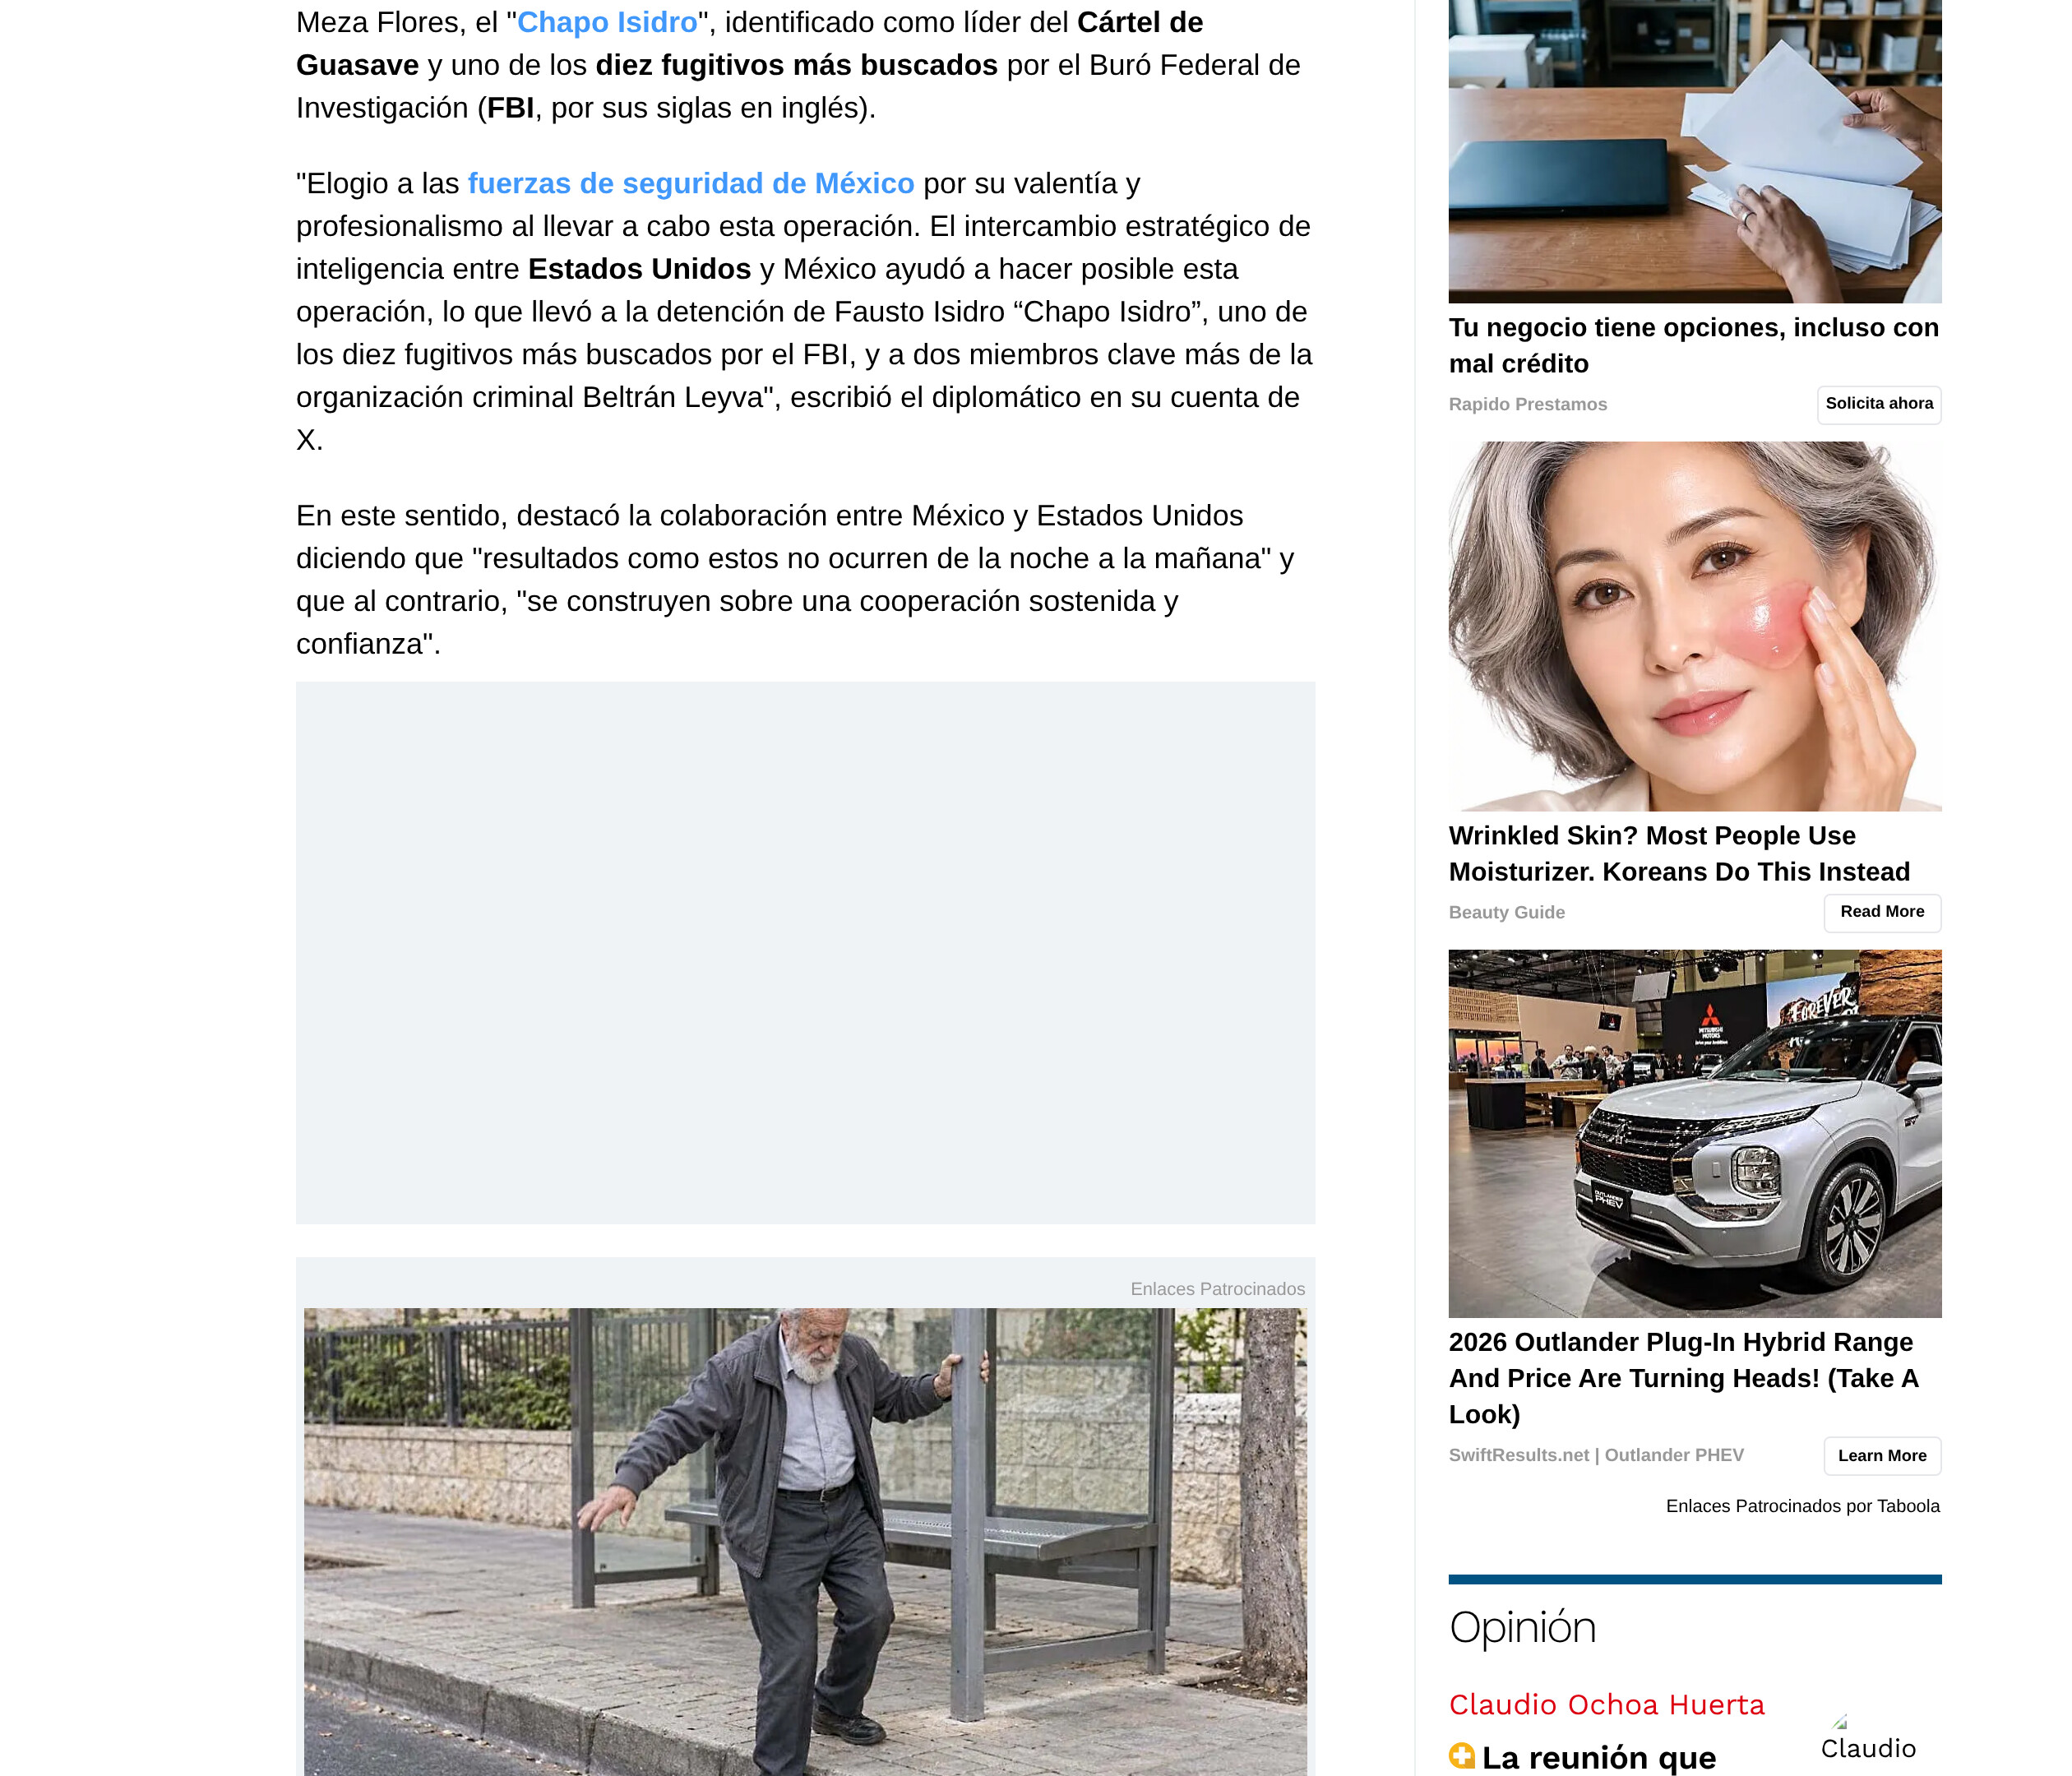 Meza Flores, el "Chapo Isidro", identificado como líder del Cártel de
Guasave y uno de los diez fugitivos más buscados por el Buró Federal de
Investigación (FBI, por sus siglas en inglés).
"Elogio a las fuerzas de seguridad de México por su valentía y
profesionalismo al llevar a cabo esta operación. El intercambio estratégico de
inteligencia entre Estados Unidos y México ayudó a hacer posible esta
operación, lo que llevó a la detención de Fausto Isidro “Chapo Isidro”, uno de
los diez fugitivos más buscados por el FBI, y a dos miembros clave más de la
organización criminal Beltrán Leyva", escribió el diplomático en su cuenta de
X.
En este sentido, destacó la colaboración entre México y Estados Unidos
diciendo que "resultados como estos no ocurren de la noche a la mañana" y
que al contrario, "se construyen sobre una cooperación sostenida y
confianza".
Enlaces Patrocinados
Tu negocio tiene opciones, incluso con
mal crédito
Rapido Prestamos
Solicita ahora
Wrinkled Skin? Most People Use
Moisturizer. Koreans Do This Instead
Beauty Guide
Read More
FOREVER
MITSUBISHI
MOTORS
Drive your Ambition
OUTLANDER
PHEV
2026 Outlander Plug-In Hybrid Range
And Price Are Turning Heads! (Take A
Look)
SwiftResults.net | Outlander PHEV
Learn More
Enlaces Patrocinados por Taboola
Opinión
Claudio Ochoa Huerta
La reunión que
Claudio